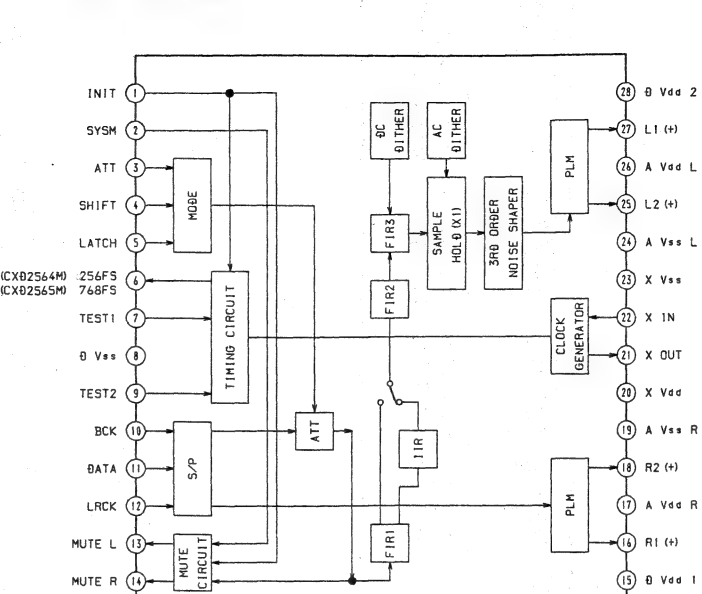 INIT 1
SYSM 2
ATT 3
SHIFT 4
LATCH 5
(CXD2564M) 256FS 6
(CXD2565M) 768FS
TEST1 7
D Vss 8
TEST2 9
BCK 10
DATA 11
LRCK 12
MUTE L 13
MUTE R 14
MODE
TIMING CIRCUIT
S/P
MUTE
CIRCUIT
ATT
DC
DITHER
AC
DITHER
FIR3
SAMPLE
HOLD (X1)
3RD ORDER
NOISE SHAPER
PLM
FIR2
CLOCK
GENERATOR
IIR
FIR1
PLM
28 D Vdd 2
27 L1 (+)
26 A Vdd L
25 L2 (+)
24 A Vss L
23 X Vss
22 X IN
21 X OUT
20 X Vdd
19 A Vss R
18 R2 (+)
17 A Vdd R
16 R1 (+)
15 D Vdd 1